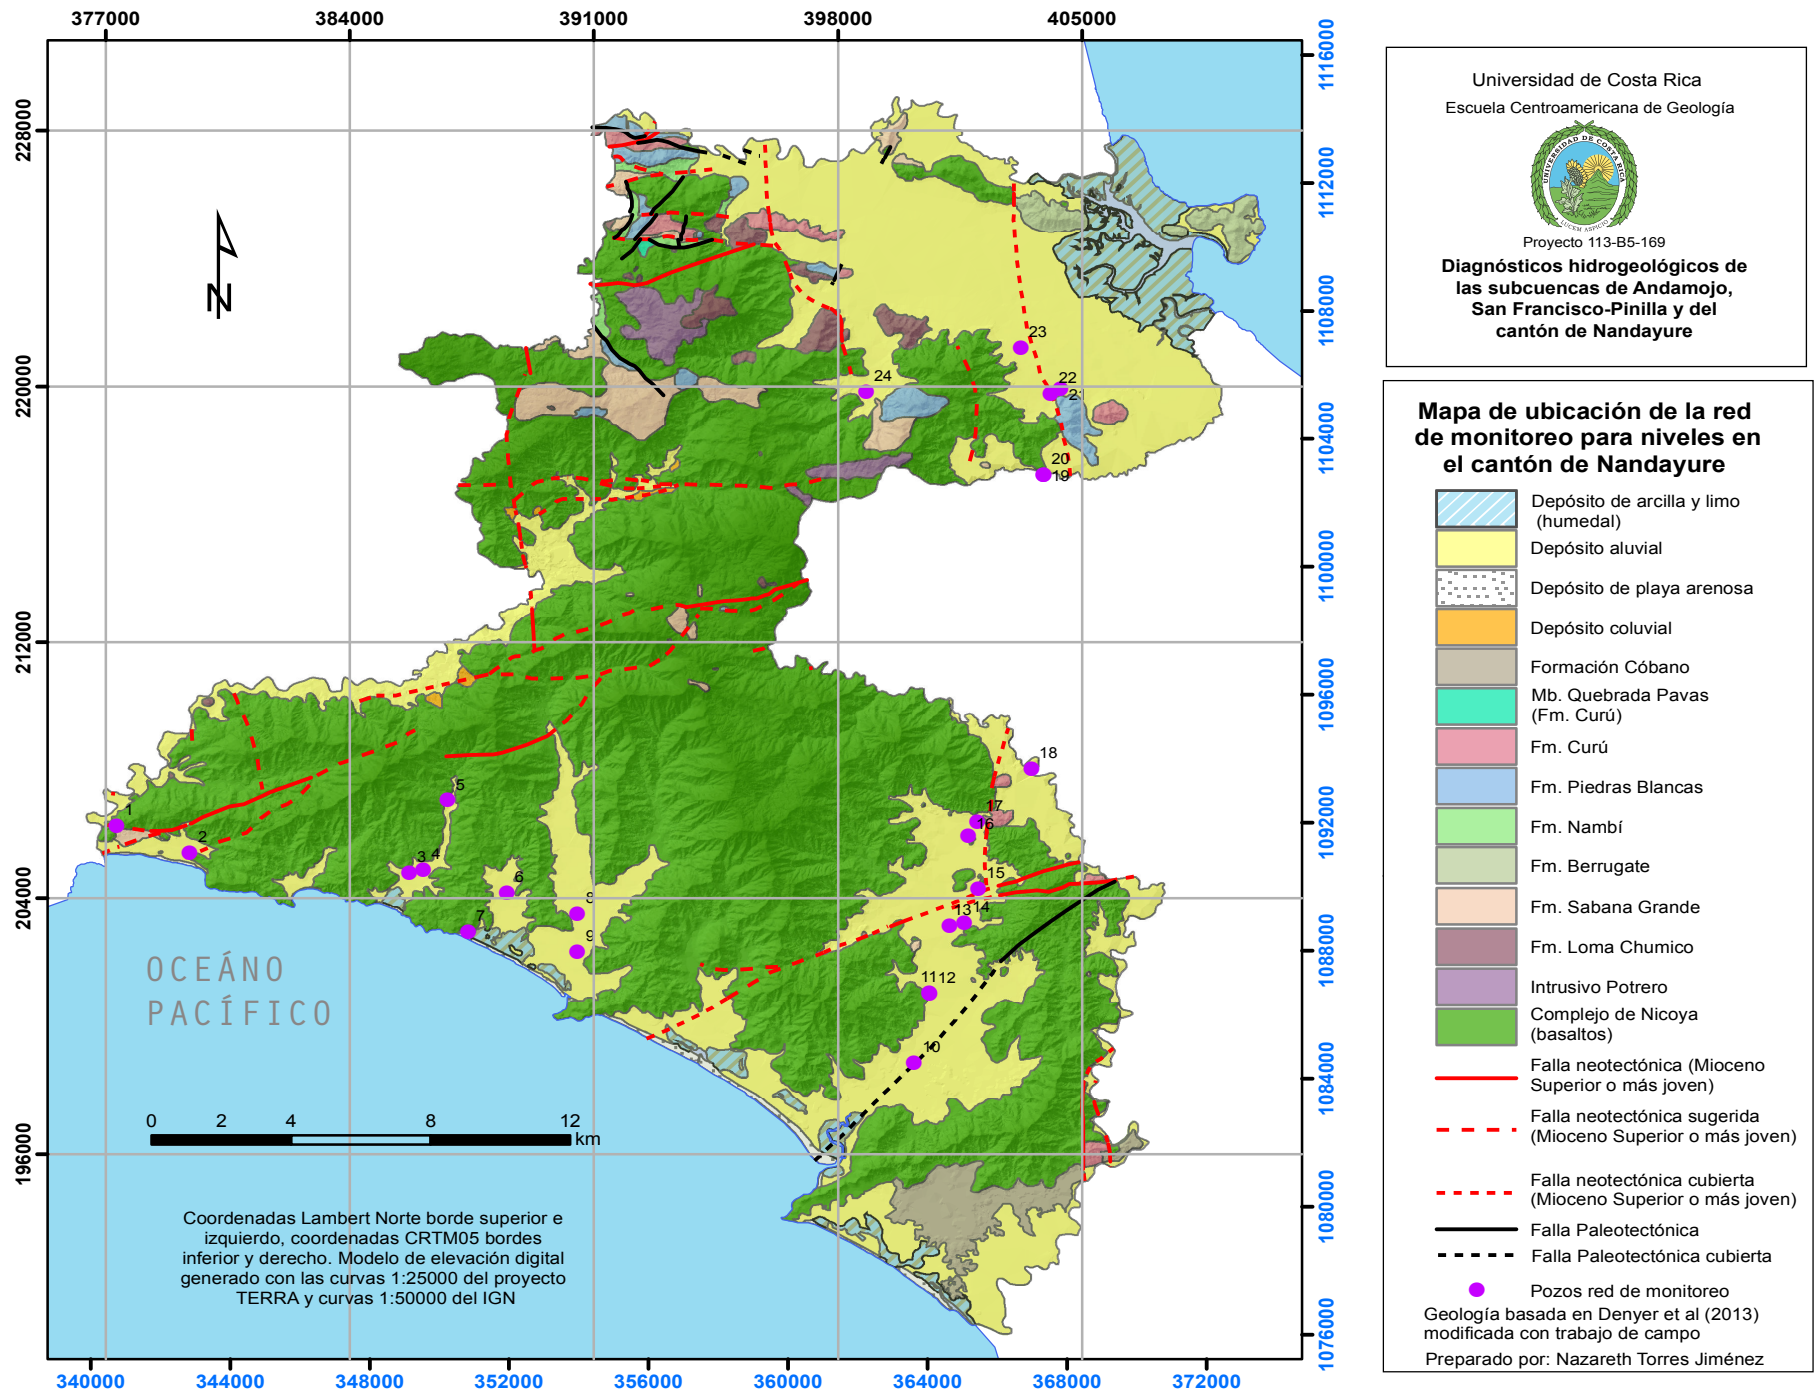 377000
384000
391000
398000
405000
228000
220000
212000
204000
196000
1116000
1112000
1108000
1104000
1100000
1096000
1092000
1088000
1084000
1080000
1076000
340000
344000
348000
352000
356000
360000
364000
368000
372000
N
23
24
22
2
20
19
18
17
16
15
14
13
11
12
10
1
2
3
4
5
6
7
8
9
OCEÁNO
PACÍFICO
0
2
4
8
12
km
Coordenadas Lambert Norte borde superior e
izquierdo, coordenadas CRTM05 bordes
inferior y derecho. Modelo de elevación digital
generado con las curvas 1:25000 del proyecto
TERRA y curvas 1:50000 del IGN
Universidad de Costa Rica
Escuela Centroamericana de Geología
UNIVERSIDAD DE COSTA RICA
LUCEM ASPICIO
Proyecto 113-B5-169
Diagnósticos hidrogeológicos de
las subcuencas de Andamojo,
San Francisco-Pinilla y del
cantón de Nandayure
Mapa de ubicación de la red
de monitoreo para niveles en
el cantón de Nandayure
Depósito de arcilla y limo
(humedal)
Depósito aluvial
Depósito de playa arenosa
Depósito coluvial
Formación Cóbano
Mb. Quebrada Pavas
(Fm. Curú)
Fm. Curú
Fm. Piedras Blancas
Fm. Nambí
Fm. Berrugate
Fm. Sabana Grande
Fm. Loma Chumico
Intrusivo Potrero
Complejo de Nicoya
(basaltos)
Falla neotectónica (Mioceno
Superior o más joven)
Falla neotectónica sugerida
(Mioceno Superior o más joven)
Falla neotectónica cubierta
(Mioceno Superior o más joven)
Falla Paleotectónica
Falla Paleotectónica cubierta
Pozos red de monitoreo
Geología basada en Denyer et al (2013)
modificada con trabajo de campo
Preparado por: Nazareth Torres Jiménez